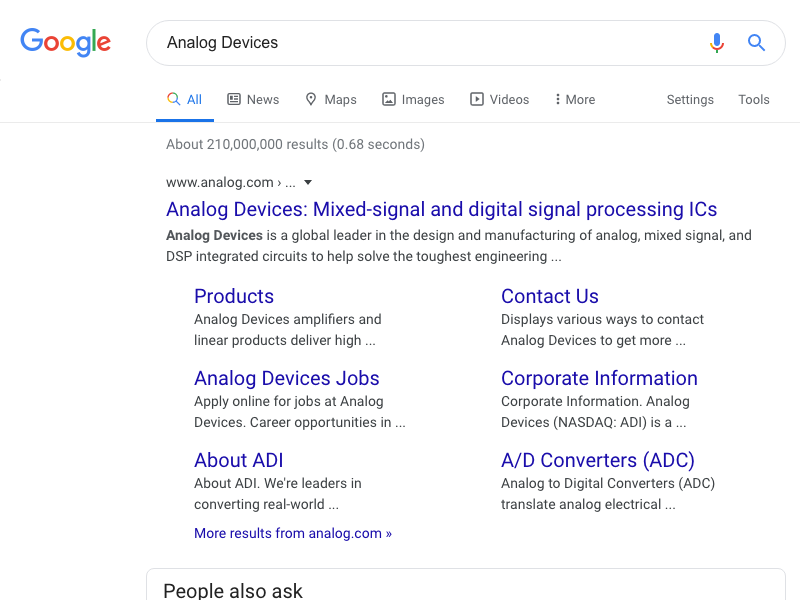 Google
Analog Devices
All
News
Maps
Images
Videos
More
Settings
Tools
About 210,000,000 results (0.68 seconds)
www.analog.com › ...
Analog Devices: Mixed-signal and digital signal processing ICs
Analog Devices is a global leader in the design and manufacturing of analog, mixed signal, and
DSP integrated circuits to help solve the toughest engineering ...
Products
Analog Devices amplifiers and
linear products deliver high ...
Contact Us
Displays various ways to contact
Analog Devices to get more ...
Analog Devices Jobs
Apply online for jobs at Analog
Devices. Career opportunities in ...
Corporate Information
Corporate Information. Analog
Devices (NASDAQ: ADI) is a ...
About ADI
About ADI. We're leaders in
converting real-world ...
A/D Converters (ADC)
Analog to Digital Converters (ADC)
translate analog electrical ...
More results from analog.com »
People also ask